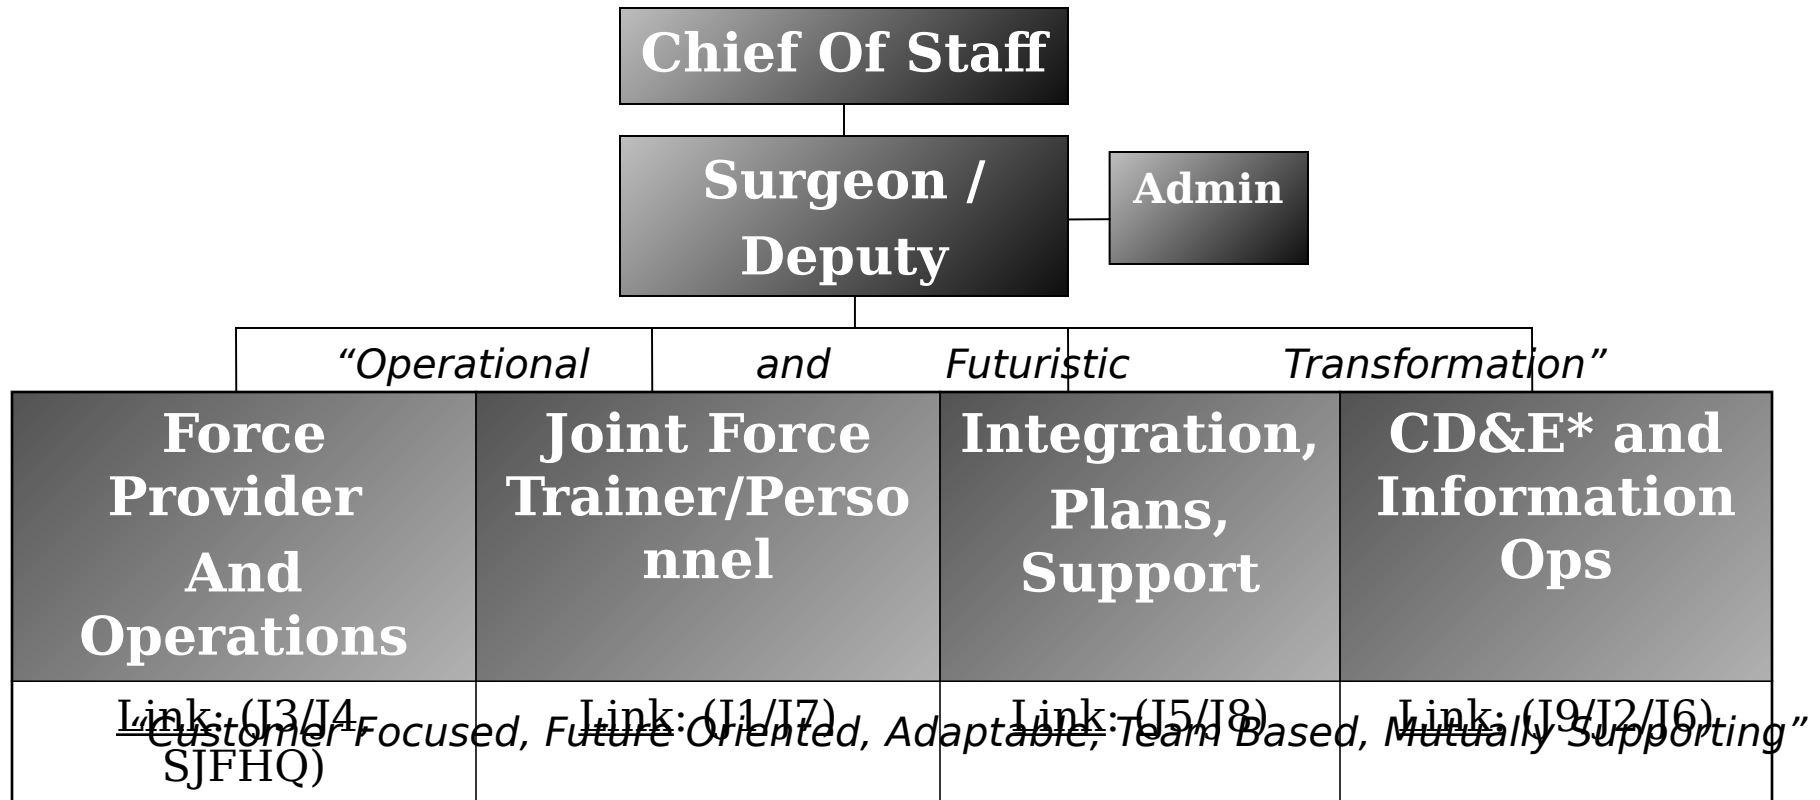 Chief Of Staff
Surgeon /
Deputy
Admin
“Operational and Futuristic Transformation”
Force
Provider
And
Operations
Joint Force
Trainer/Perso
nnel
Integration,
Plans,
Support
CD&E* and
Information
Ops
Link: (J3/J4,
SJFHQ)
Link: (J1/J7)
Link: (J5/J8)
Link: (J9/J2/J6)
“Customer Focused, Future Oriented, Adaptable, Team Based, Mutually Supporting”